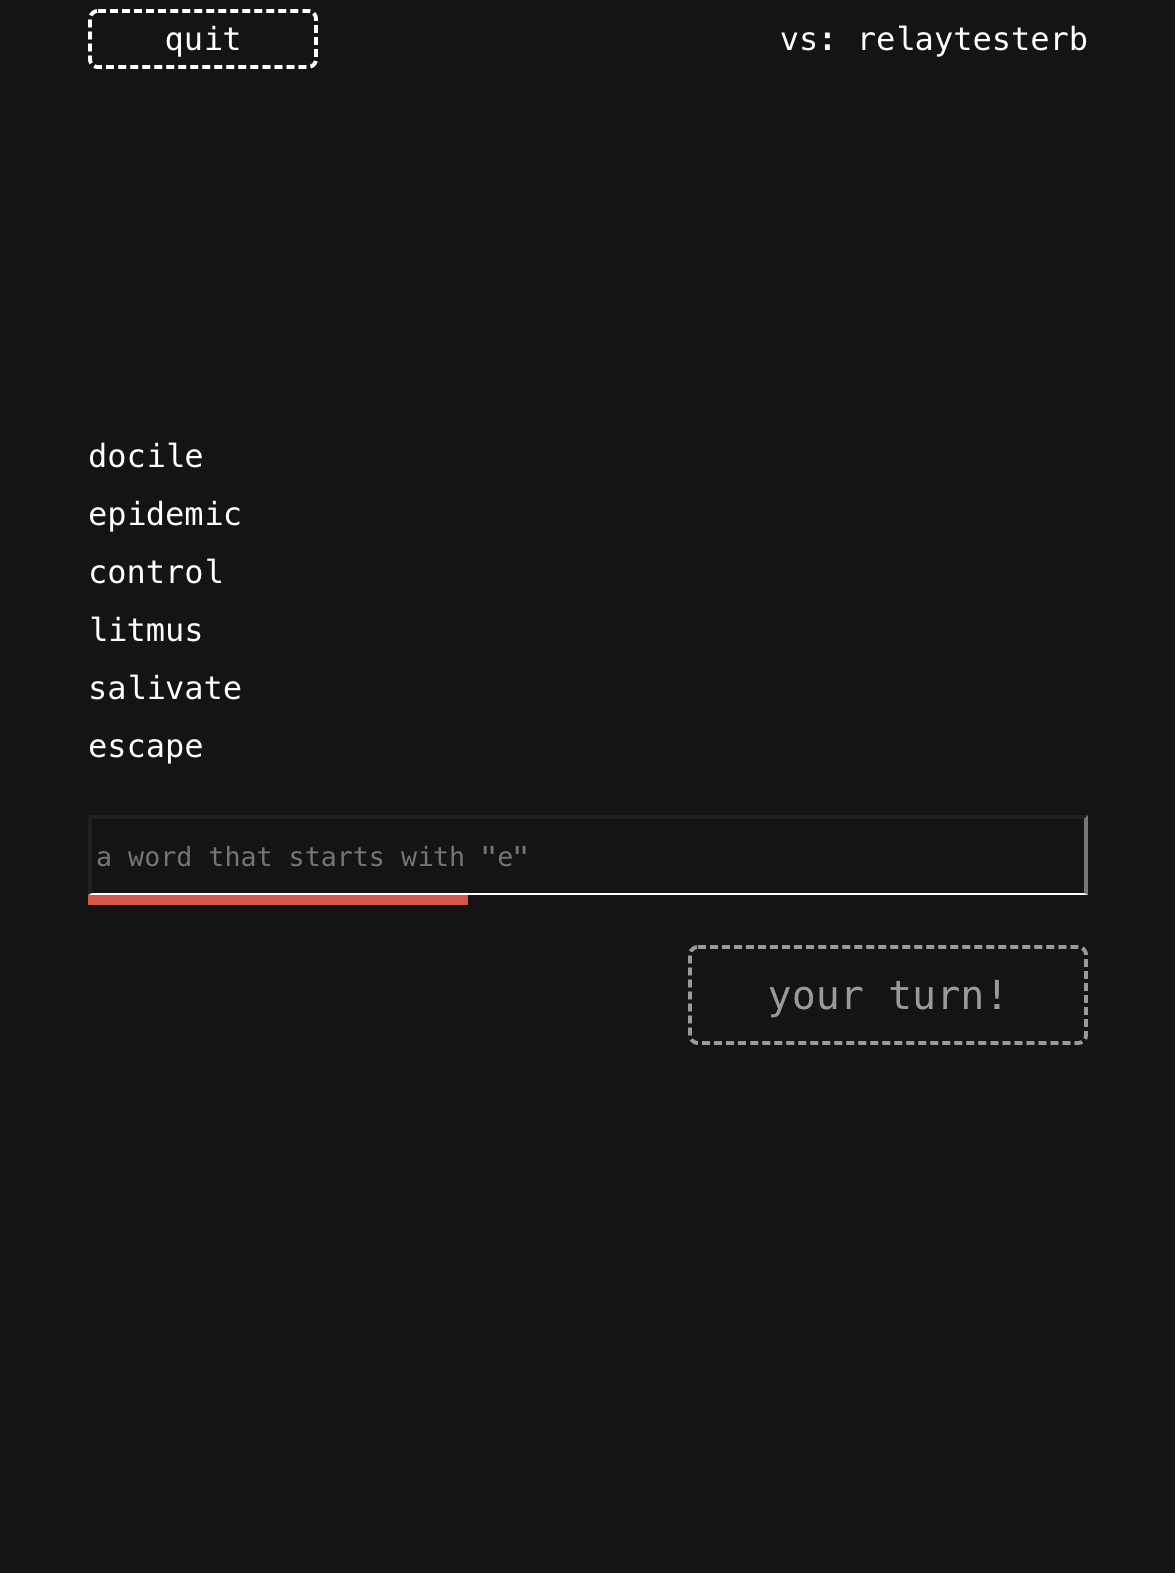 quit
vs: relaytesterb
docile
epidemic
control
litmus
salivate
escape
a word that starts with "e"
your turn!